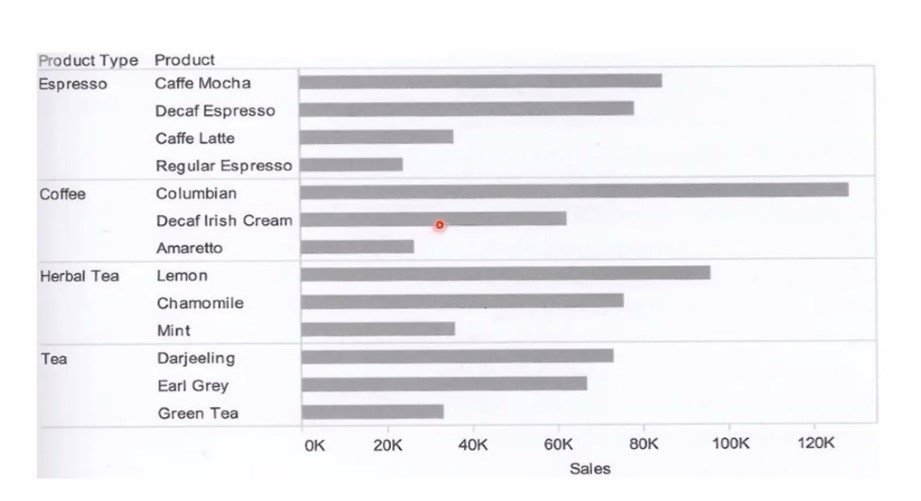 Product Type Product
Espresso Caffe Mocha
Decaf Espresso
Caffe Latte
Regular Espresso
Coffee Columbian
Decaf Irish Cream
Amaretto
Herbal Tea Lemon
Chamomile
Mint
Tea Darjeeling
Earl Grey
Green Tea
0K 20K 40K 60K 80K 100K 120K
Sales